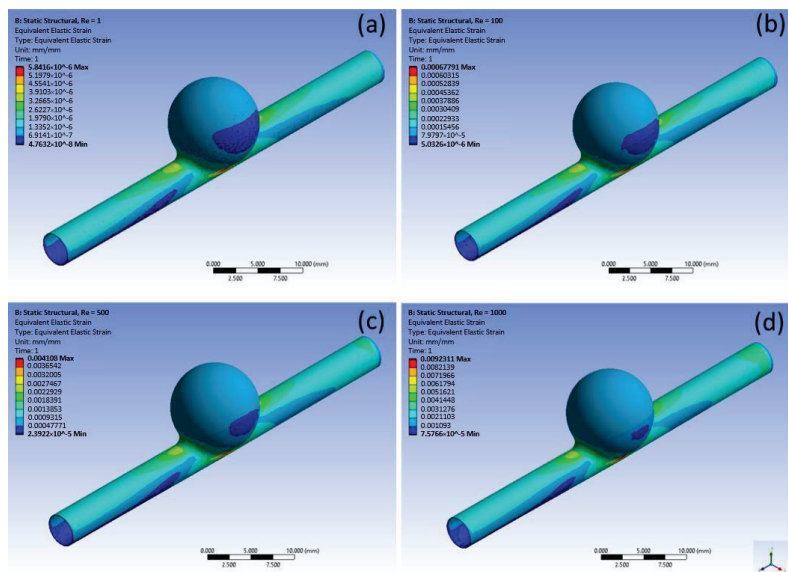 B: Static Structural, Re = 1
Equivalent Elastic Strain
Type: Equivalent Elastic Strain
Unit: mm/mm
Time: 1
5.8416×10^-6 Max
5.1979×10^-6
4.5541×10^-6
3.9103×10^-6
3.2665×10^-6
2.6227×10^-6
1.9790×10^-6
1.3352×10^-6
6.9141×10^-7
4.7632×10^-8 Min
(a)
0.000 5.000 10.000 (mm)
2.500 7.500
B: Static Structural, Re = 100
Equivalent Elastic Strain
Type: Equivalent Elastic Strain
Unit: mm/mm
Time: 1
0.00067791 Max
0.00060315
0.00052839
0.00045362
0.00037886
0.00030409
0.00022933
0.00015456
7.9797×10^-5
5.0326×10^-6 Min
(b)
0.000 5.000 10.000 (mm)
2.500 7.500
B: Static Structural, Re = 500
Equivalent Elastic Strain
Type: Equivalent Elastic Strain
Unit: mm/mm
Time: 1
0.004108 Max
0.0036542
0.0032005
0.0027467
0.0022929
0.0018391
0.0013853
0.0009315
0.00047771
2.3922×10^-5 Min
(c)
0.000 5.000 10.000 (mm)
2.500 7.500
B: Static Structural, Re = 1000
Equivalent Elastic Strain
Type: Equivalent Elastic Strain
Unit: mm/mm
Time: 1
0.0092311 Max
0.0082139
0.0071966
0.0061794
0.0051621
0.0041448
0.0031276
0.0021103
0.001093
7.5766×10^-5 Min
(d)
0.000 5.000 10.000 (mm)
2.500 7.500